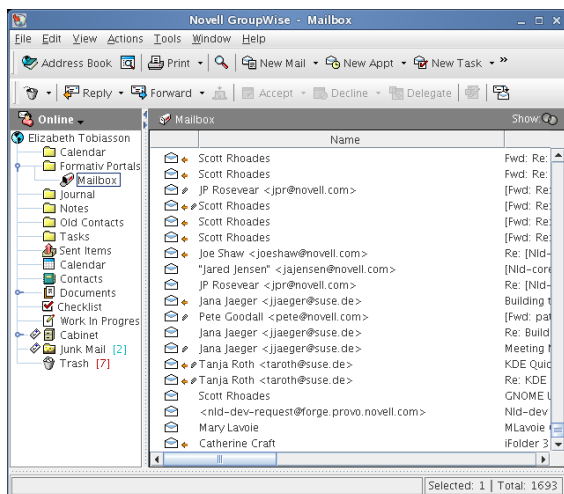 Novell GroupWise - Mailbox
File Edit View Actions Tools Window Help
Address Book Print New Mail New Appt New Task »
Reply Forward Accept Decline Delegate
Online
Mailbox Show:
Elizabeth Tobiasson
Calendar
Formativ Portals
Mailbox
Journal
Notes
Old Contacts
Tasks
Sent Items
Calendar
Contacts
Documents
Checklist
Work In Progres
Cabinet
Junk Mail [2]
Trash [7]
Name
Scott Rhoades Fwd: Re:
Scott Rhoades [Fwd: Re:
JP Rosevear <jpr@novell.com> [Fwd: Re:
Scott Rhoades [Fwd: Re:
Scott Rhoades [Fwd: Re:
Scott Rhoades [Fwd: Re:
Joe Shaw <joeshaw@novell.com> Re: [Nld-
"Jared Jensen" <jajensen@novell.com> [Nld-core
JP Rosevear <jpr@novell.com> Re: [Nld-
Jana Jaeger <jjaeger@suse.de> Building t
Pete Goodall <pete@novell.com> [Fwd: pat
Jana Jaeger <jjaeger@suse.de> Re: Build
Jana Jaeger <jjaeger@suse.de> Meeting
Tanja Roth <taroth@suse.de> KDE Quic
Tanja Roth <taroth@suse.de> Re: KDE
Scott Rhoades GNOME
<nld-dev-request@forge.provo.novell.com> Nld-dev
Mary Lavoie MLavoie
Catherine Craft iFolder 3
Selected: 1 Total: 1693